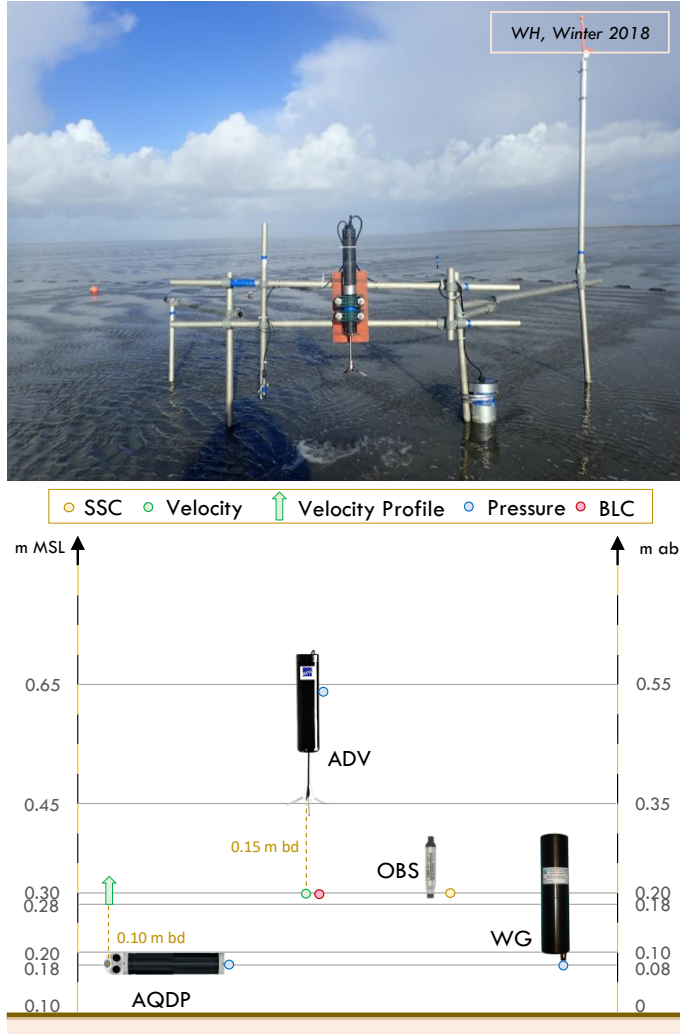 WH, Winter 2018
SSC Velocity Velocity Profile Pressure BLC
m MSL
m ab
0.65
0.55
ADV
0.45
0.35
0.15 m bd
OBS
0.30
0.20
0.28
0.18
WG
0.10 m bd
0.20
0.10
0.18
0.08
AQDP
0.10
0